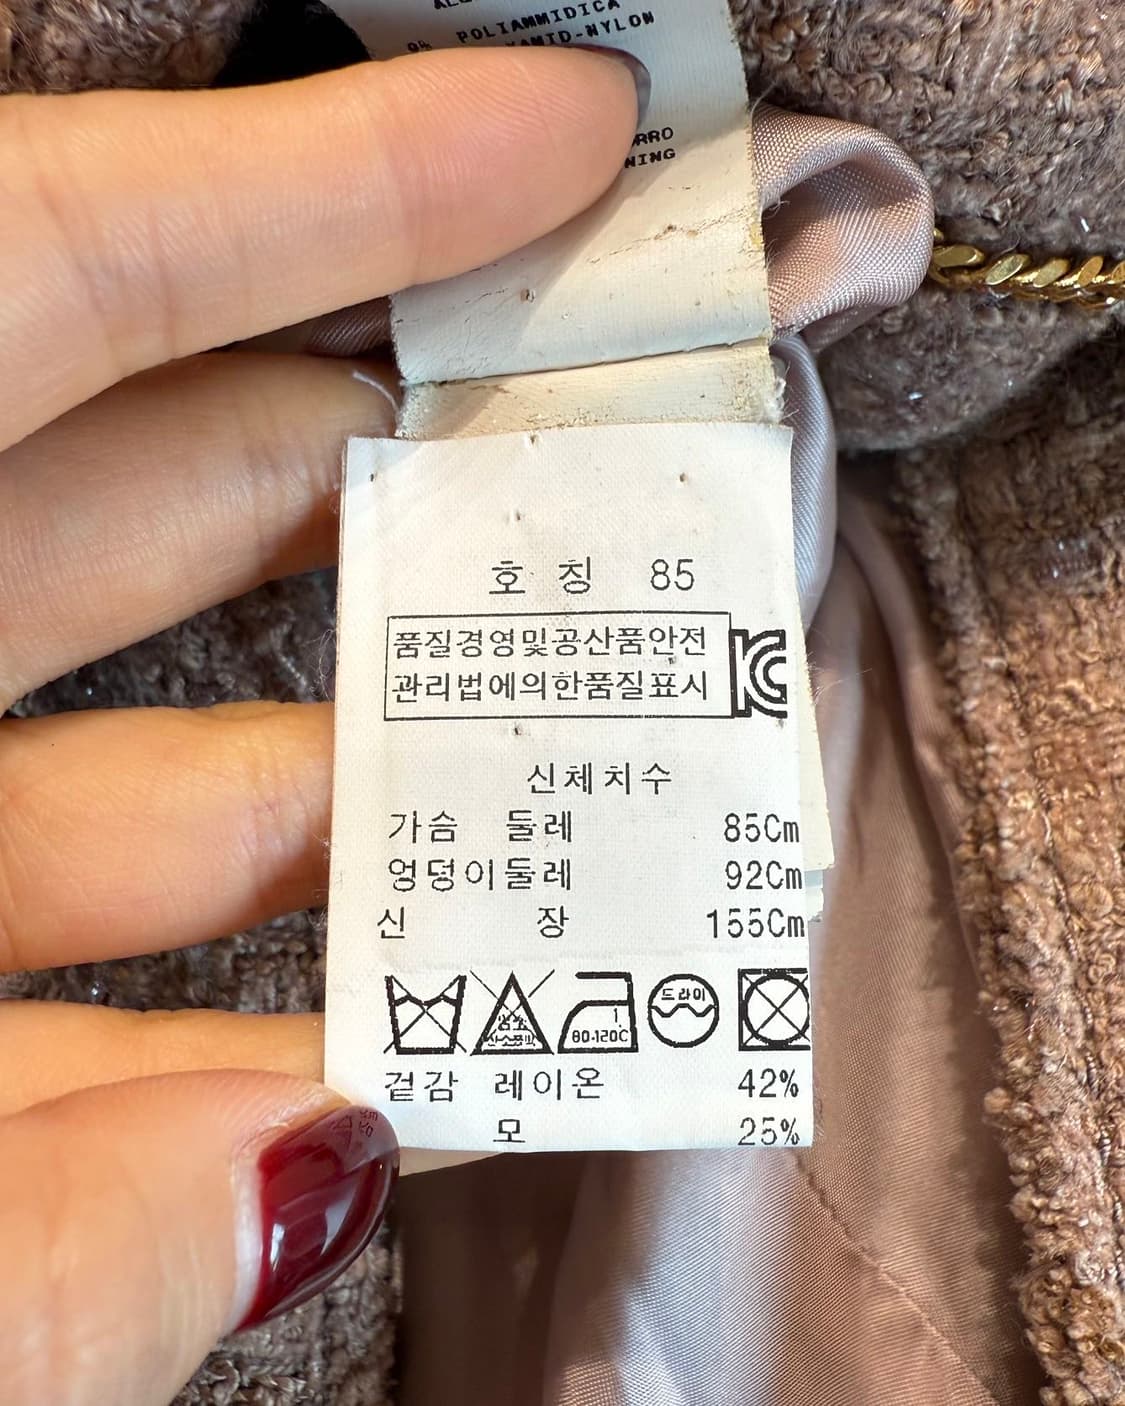 POLIAMMIDICA
호 칭 85
품질경영및공산품안전
관리법에의한품질표시
신체치수
가슴 둘레 85Cm
엉덩이둘레 92Cm
신 장 155Cm
1.
80-120C
드라이
겉감 레이온 42%
모 25%